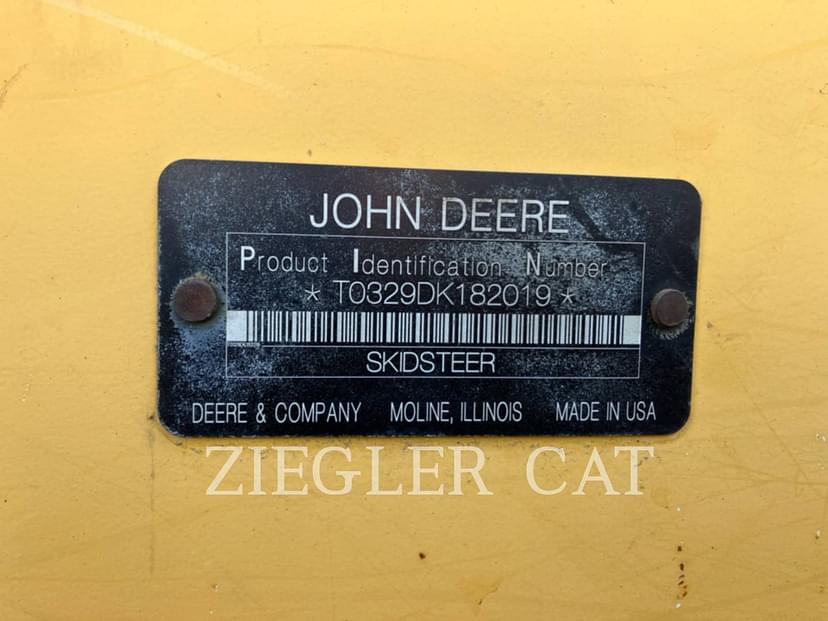 JOHN DEERE
Product Identification Number
* T0329DK182019 *
SKIDSTEER
DEERE & COMPANY MOLINE, ILLINOIS MADE IN USA
ZIEGLER CAT